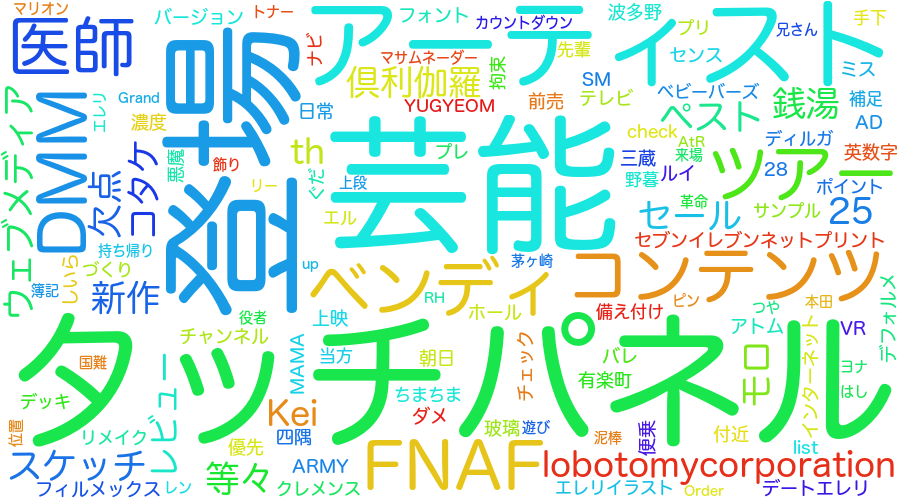 マリオン
バージョン
トナー
フォント
カウントダウン
波多野
プリ
兄さん
手下
医師
登場
ナビ
アーティスト
マサムネーダー
先輩
センス
ミス
倶利伽羅
拘束
SM
テレビ
ベビーバーズ
銭湯
補足
ウェブメディア
DMM
エレリ
Grand
濃度
日常
YUGYEOM
前売
ペスト
AD
コタケ
悪魔
飾り
th
プレ
芸能
check
AtR
来場
ディルガ
英数字
欠点
リー
ぐだ
上段
三蔵
ルイ
野暮
ツアー
28
ポイント
エル
革命
セール
サンプル
25
しいら
持ち帰り
づくり
簿記
新作
up
ベンディ
茅ヶ崎
セブンイレブンネットプリント
コンテンツ
RH
ホール
備え付け
ピン
つや
本田
アトム
VR
デフォルメ
役者
上映
チャンネル
タッチパネル
国難
MAMA
当方
朝日
チェック
バレ
有楽町
モロ
インターネット
ヨナ
はし
デッキ
レビュー
Kei
ちまちま
ダメ
位置
リメイク
優先
四隅
玻璃
遊び
泥棒
便乗
付近
list
スケッチ
等々
ARMY
FNAF
lobotomycorporation
フィルメックス
レン
クレメンス
エレリイラスト
Order
デートエレリ